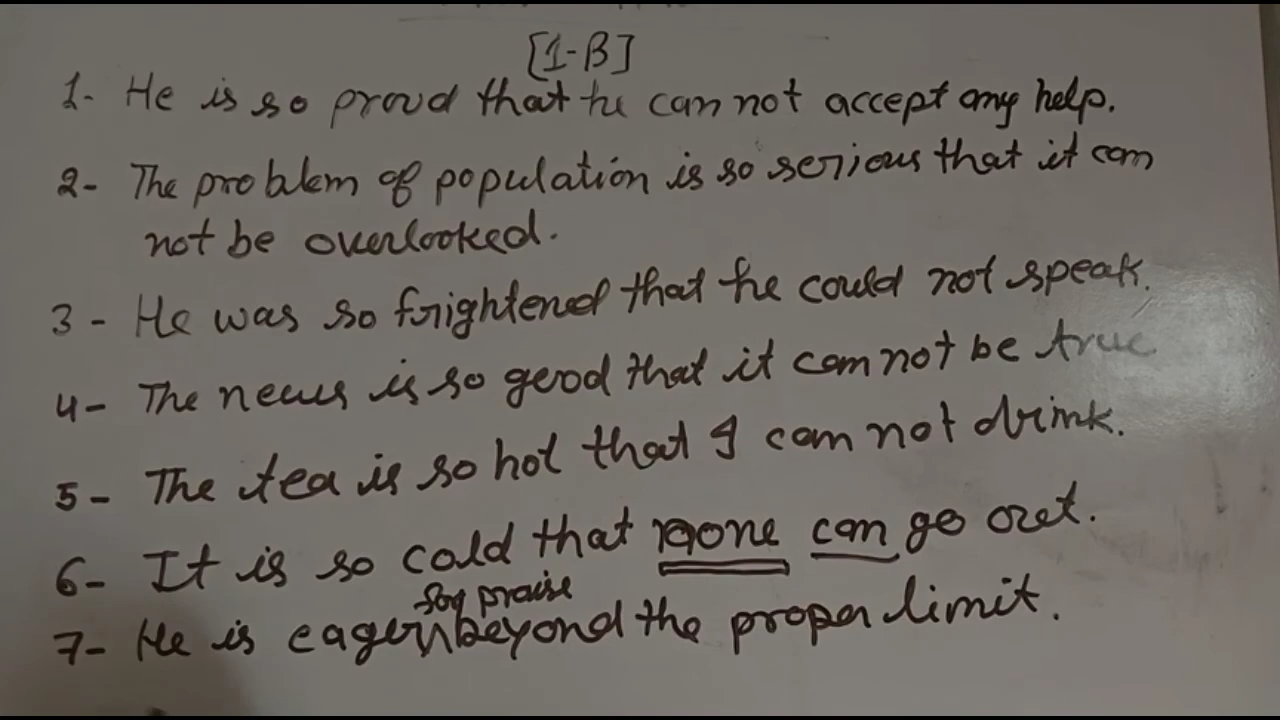 [1-B]
1- He is so proud that he can not accept any help.
2- The problem of population is so serious that it can
not be overlooked.
3- He was so frightened that he could not speak.
4- The news is so good that it can not be true
5- The tea is so hot that I can not drink.
6- It is so cold that none can go out.
for praise
7- He is eager beyond the proper limit.